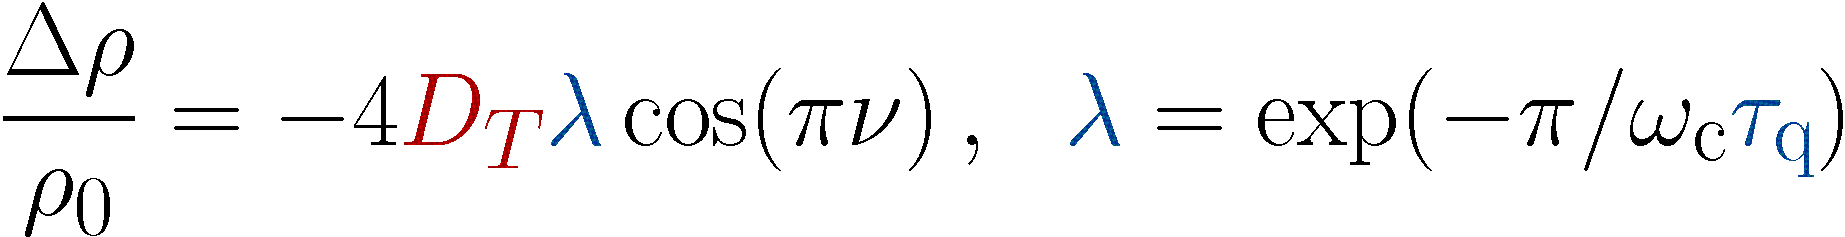 Δρ/ρ₀ = −4D_T λ cos(πν) , λ = exp(−π/ω_c τ_q)